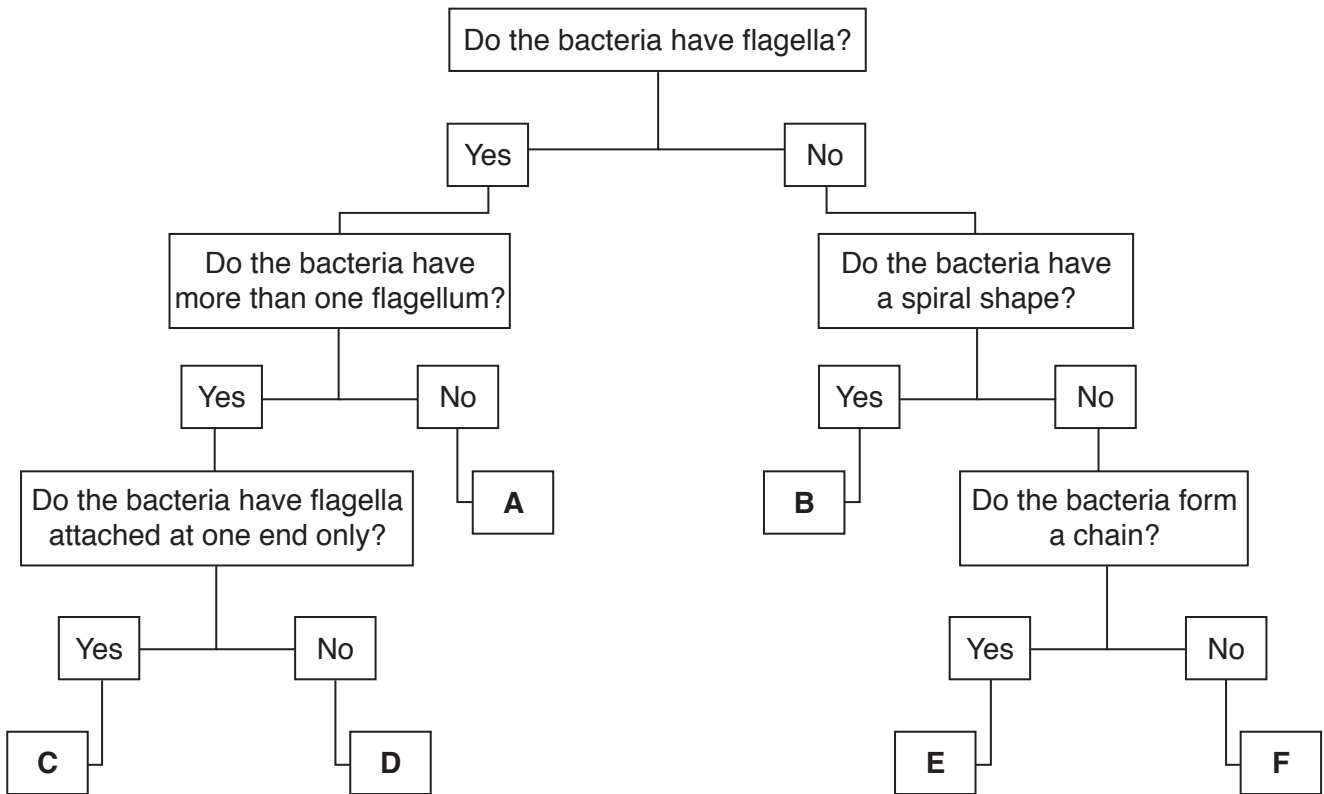 Do the bacteria have flagella?
Yes
No
Do the bacteria have
more than one flagellum?
Do the bacteria have
a spiral shape?
Yes
No
Yes
No
Do the bacteria have flagella
attached at one end only?
A
B
Do the bacteria form
a chain?
Yes
No
Yes
No
C
D
E
F